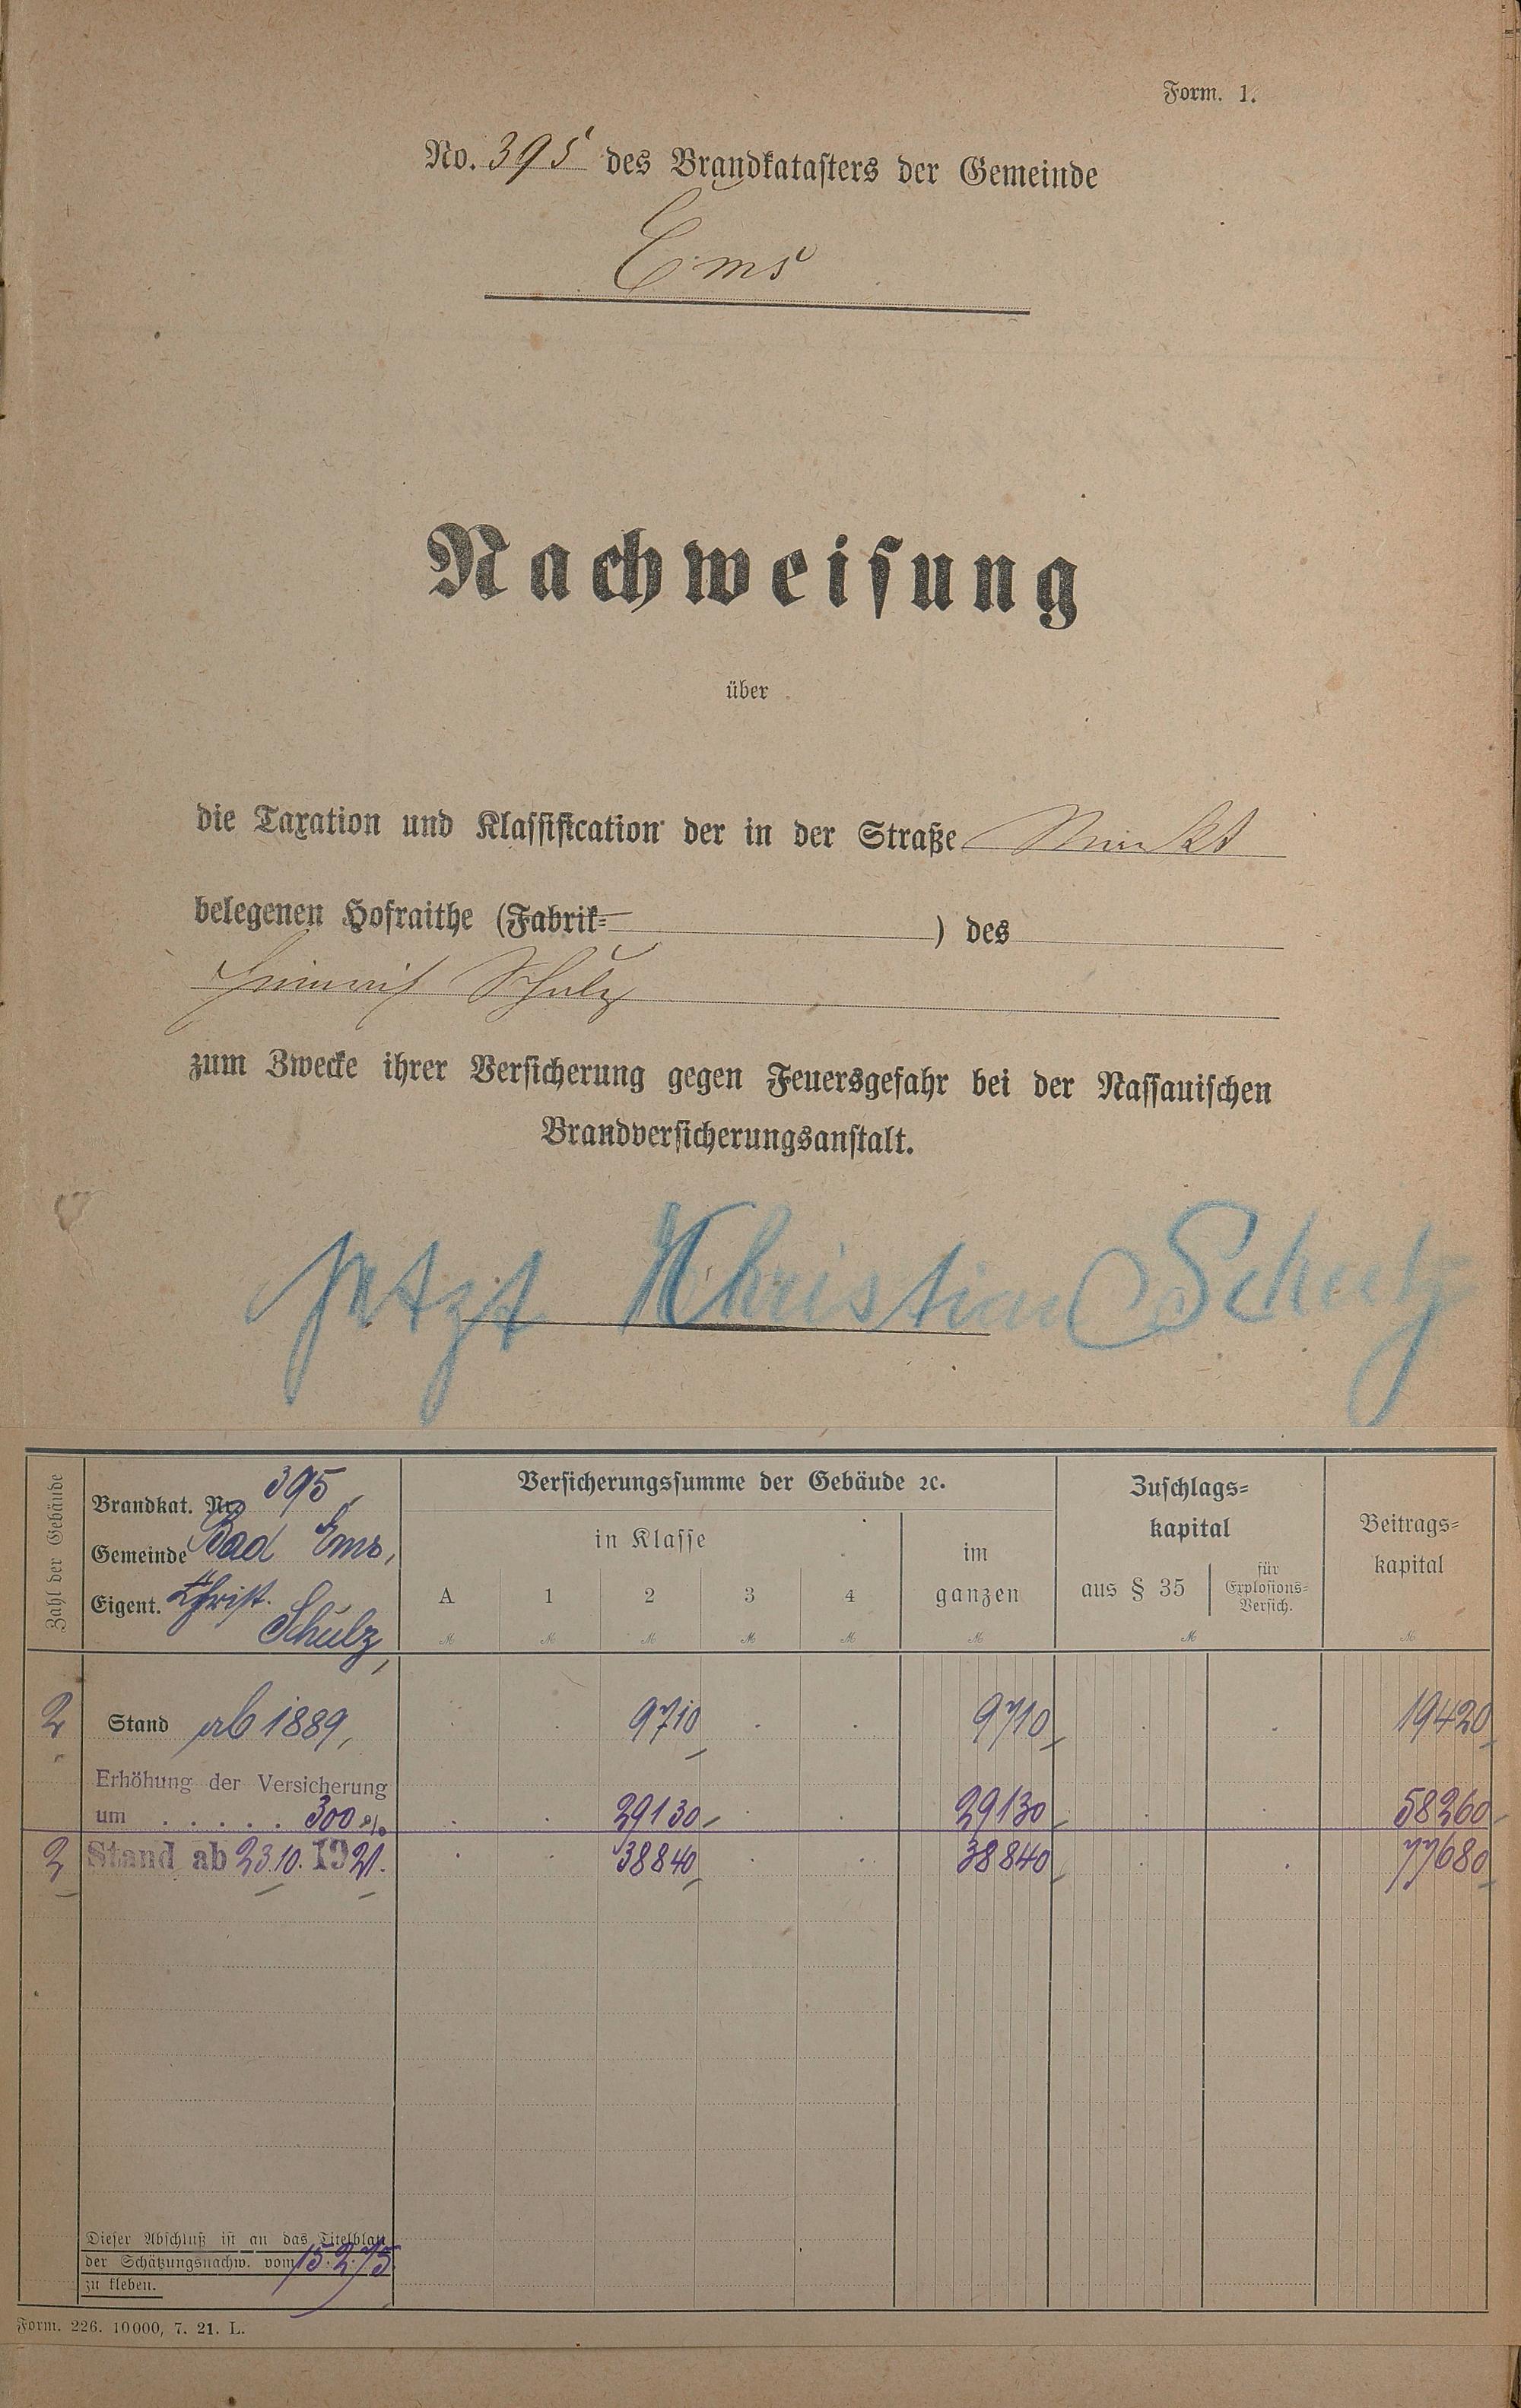 Form. 1.
No. 395 des Brandkatasters der Gemeinde
Ems
Nachweisung
über
die Taxation und Klassification der in der Straße Markt
belegenen Hofraithe (Fabrik= ) des
Heinrich Schulz
zum Zwecke ihrer Versicherung gegen Feuersgefahr bei der Nassauischen
Brandversicherungsanstalt.
jetzt Christian Schulz
Zahl der Gebäude
Brandkat. Nr. 395
Gemeinde Bad Ems,
Eigent. Christ.
Schulz,
Versicherungssumme der Gebäude ꝛc.
in Klasse
im
ganzen
A 1 2 3 4
M M M M M M
Zuschlags=
kapital
aus § 35
für
Explosions=
Versich.
M
Beitrags=
kapital
M
2 Stand ab 1889, 9710 9710 19420
Erhöhung der Versicherung
um . . . . . 300 % 29130 29130 58260
2 Stand ab 23.10.1921. 38840 38840 77680
Dieser Abschluß ist an das Titelblatt
der Schätzungsnachw. vom 15.2.75
zu kleben.
Form. 226. 10000, 7. 21. L.